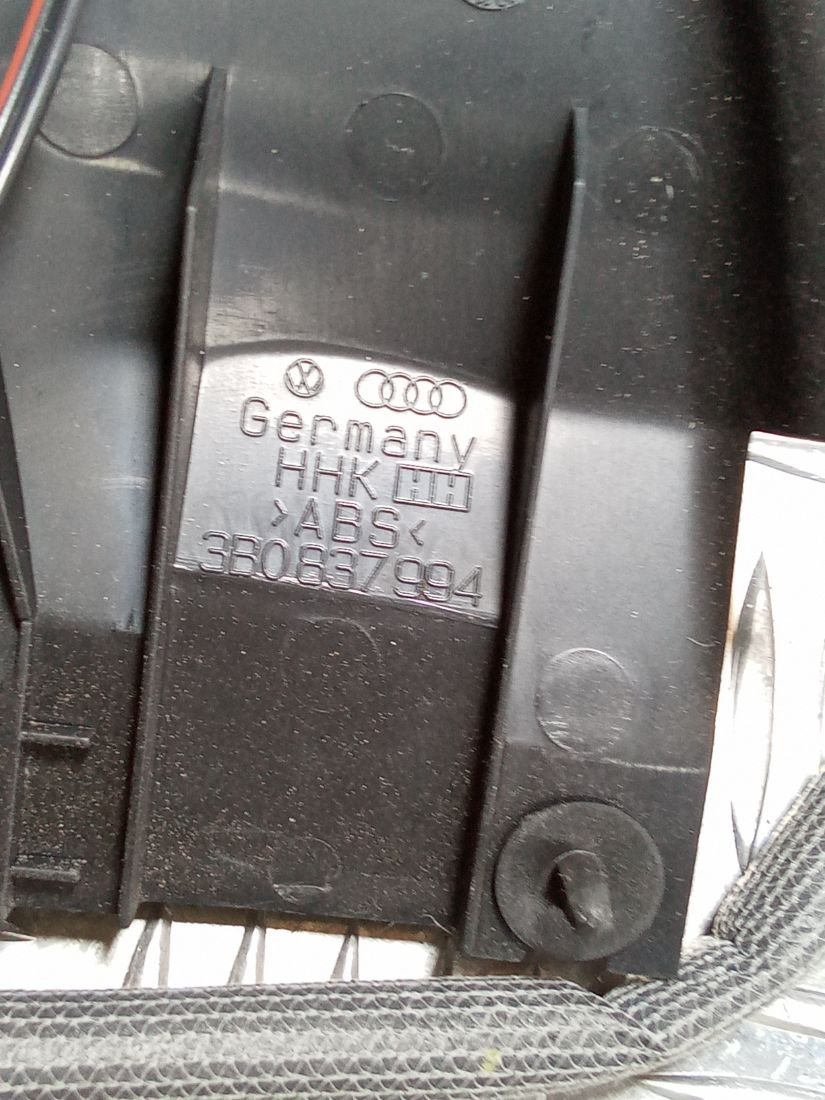 Germany
HHK HH
>ABS<
3B0837994